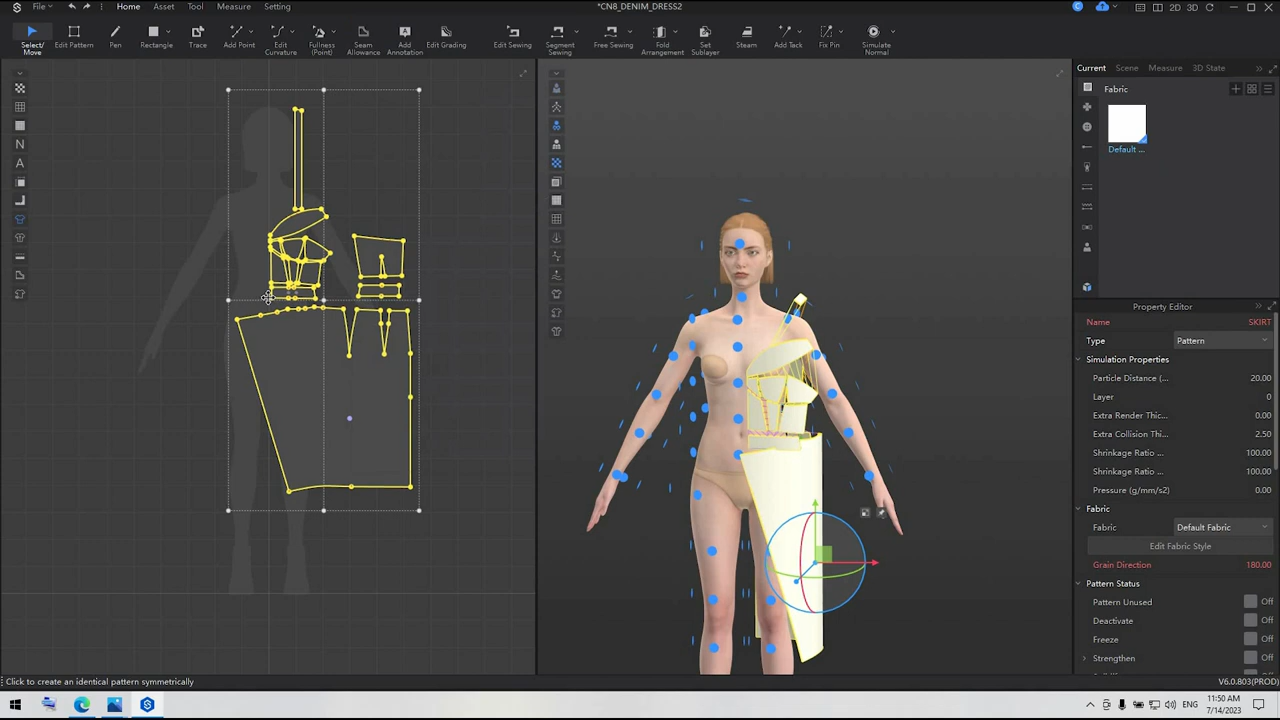 File
Home
Asset
Tool
Measure
Setting
*CN8_DENIM_DRESS2
2D
3D
Select/
Move
Edit Pattern
Pen
Rectangle
Trace
Add Point
Edit
Curvature
Fullness
(Point)
Seam
Allowance
Add
Annotation
Edit Grading
Edit Sewing
Segment
Sewing
Free Sewing
Fold
Arrangement
Set
Sublayer
Steam
Add Tack
Fix Pin
Simulate
Normal
Current
Scene
Measure
3D State
Fabric
Default ...
Property Editor
Name SKIRT
Type Pattern
Simulation Properties
Particle Distance (... 20.00
Layer 0
Extra Render Thic... 0.00
Extra Collision Thi... 2.50
Shrinkage Ratio ... 100.00
Shrinkage Ratio ... 100.00
Pressure (g/mm/s2) 0.00
Fabric
Fabric Default Fabric
Edit Fabric Style
Grain Direction 180.00
Pattern Status
Pattern Unused Off
Deactivate Off
Freeze Off
Strengthen Off
Click to create an identical pattern symmetrically
V6.0.803(PROD)
11:50 AM
7/14/2023